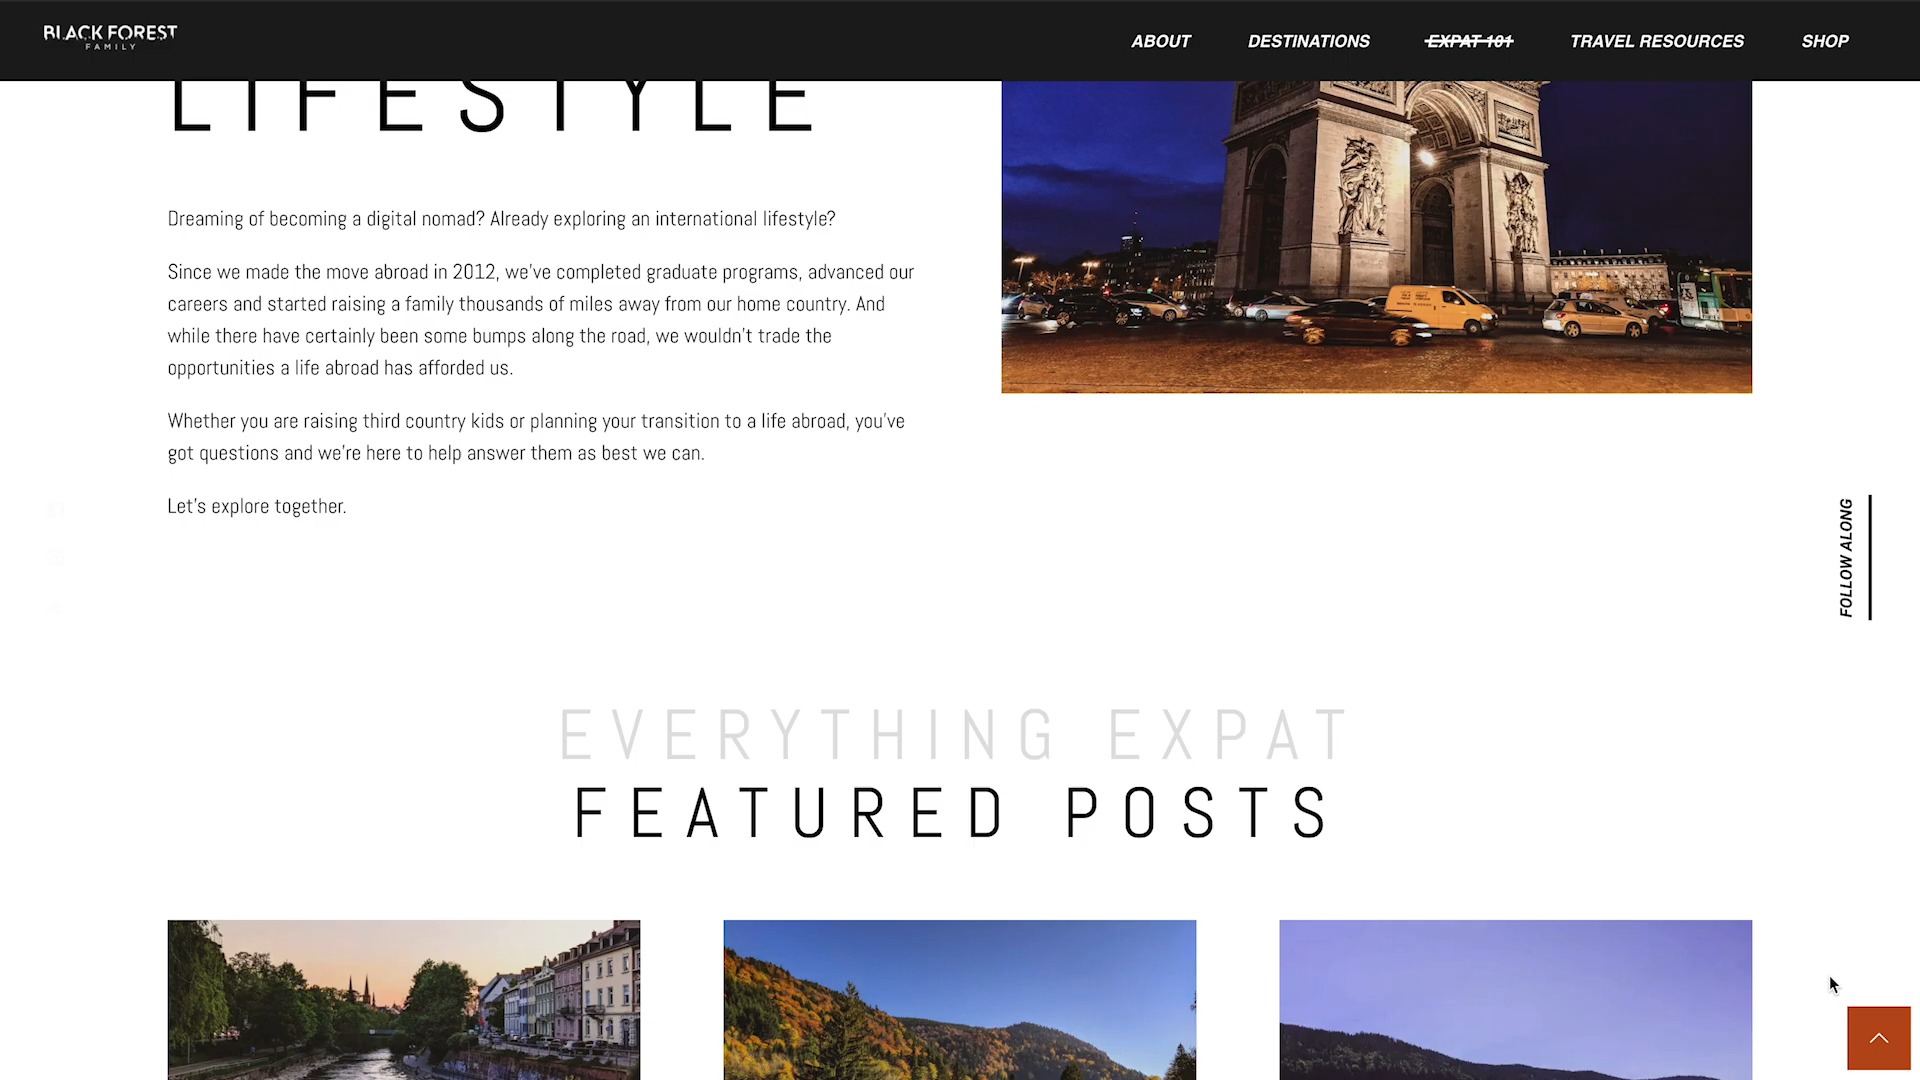 BLACK FOREST
FAMILY
ABOUT
DESTINATIONS
EXPAT 101
TRAVEL RESOURCES
SHOP
LIFESTYLE
Dreaming of becoming a digital nomad? Already exploring an international lifestyle?
Since we made the move abroad in 2012, we've completed graduate programs, advanced our
careers and started raising a family thousands of miles away from our home country. And
while there have certainly been some bumps along the road, we wouldn't trade the
opportunities a life abroad has afforded us.
Whether you are raising third country kids or planning your transition to a life abroad, you've
got questions and we're here to help answer them as best we can.
Let's explore together.
FOLLOW ALONG
EVERYTHING EXPAT
FEATURED POSTS